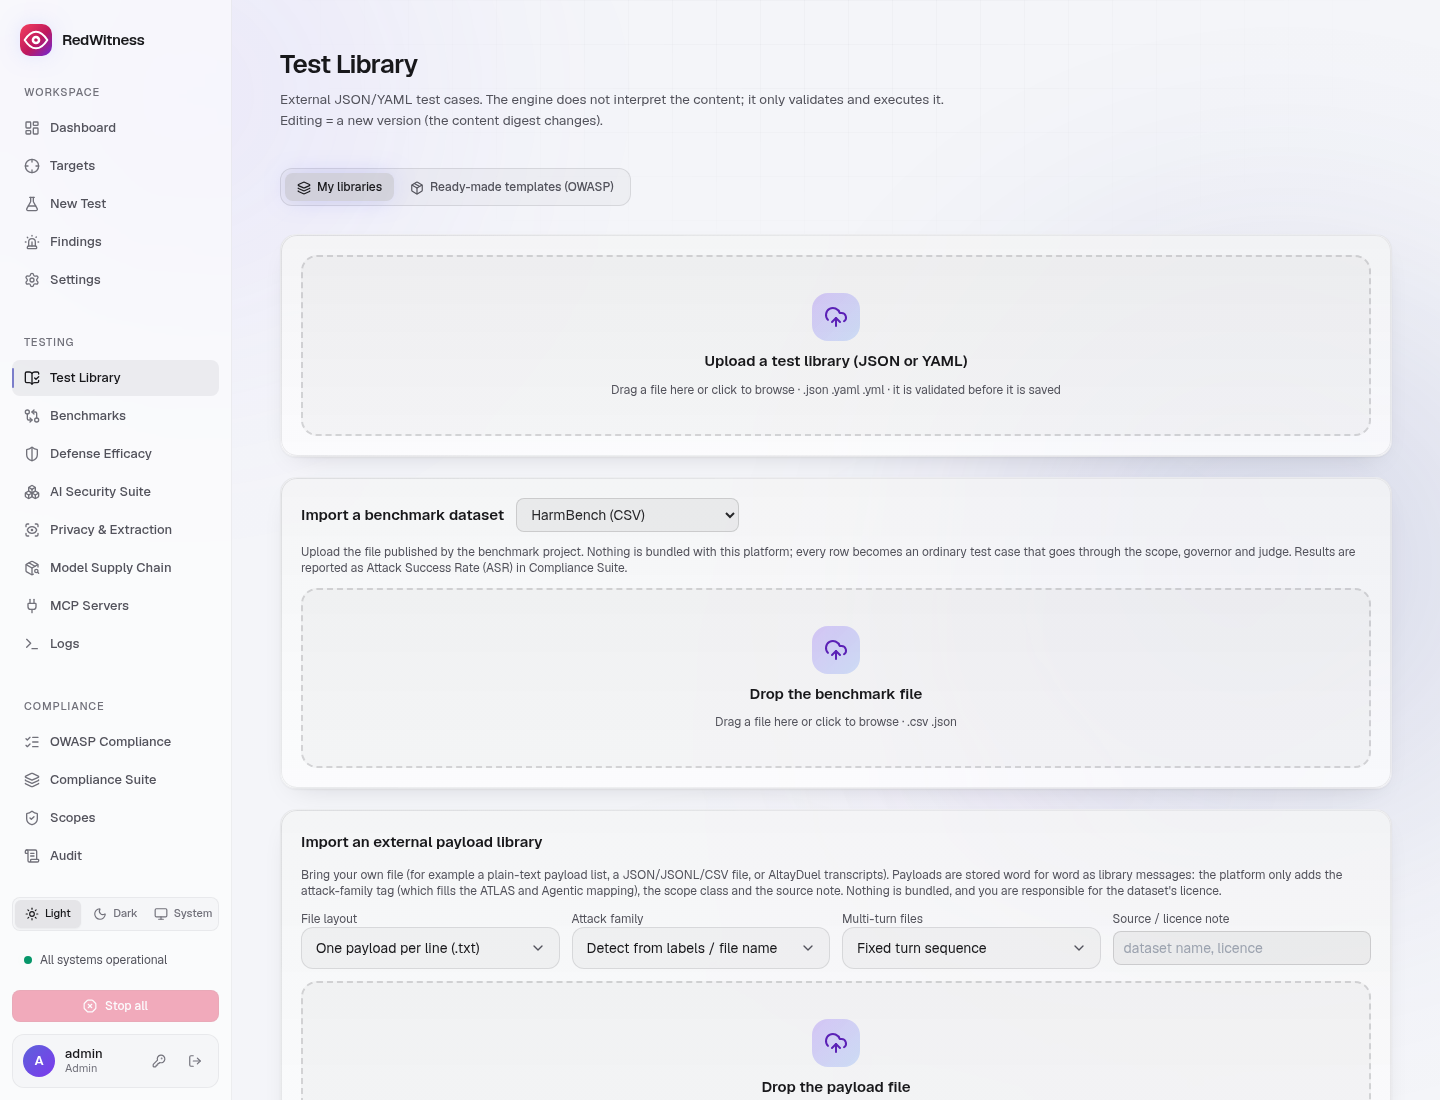 RedWitness
WORKSPACE
Dashboard
Targets
New Test
Findings
Settings
TESTING
Test Library
Benchmarks
Defense Efficacy
AI Security Suite
Privacy & Extraction
Model Supply Chain
MCP Servers
Logs
COMPLIANCE
OWASP Compliance
Compliance Suite
Scopes
Audit
Light Dark System
All systems operational
Stop all
A
admin
Admin
Test Library
External JSON/YAML test cases. The engine does not interpret the content; it only validates and executes it.
Editing = a new version (the content digest changes).
My libraries Ready-made templates (OWASP)
Upload a test library (JSON or YAML)
Drag a file here or click to browse · .json .yaml .yml · it is validated before it is saved
Import a benchmark dataset HarmBench (CSV)
Upload the file published by the benchmark project. Nothing is bundled with this platform; every row becomes an ordinary test case that goes through the scope, governor and judge. Results are
reported as Attack Success Rate (ASR) in Compliance Suite.
Drop the benchmark file
Drag a file here or click to browse · .csv .json
Import an external payload library
Bring your own file (for example a plain-text payload list, a JSON/JSONL/CSV file, or AltayDuel transcripts). Payloads are stored word for word as library messages: the platform only adds the
attack-family tag (which fills the ATLAS and Agentic mapping), the scope class and the source note. Nothing is bundled, and you are responsible for the dataset's licence.
File layout Attack family Multi-turn files Source / licence note
One payload per line (.txt) Detect from labels / file name Fixed turn sequence dataset name, licence
Drop the payload file